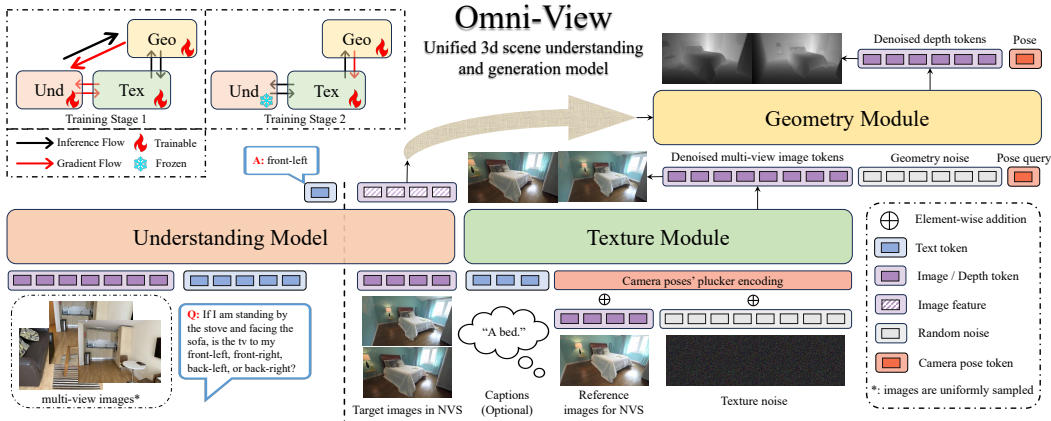 Omni-View
Unified 3d scene understanding
and generation model
Geo
Und
Tex
Training Stage 1
Geo
Und
Tex
Training Stage 2
Inference Flow
Trainable
Gradient Flow
Frozen
Denoised depth tokens
Pose
Geometry Module
A: front-left
Denoised multi-view image tokens
Geometry noise
Pose query
Understanding Model
Texture Module
Camera poses' plucker encoding
Q: If I am standing by
the stove and facing the
sofa, is the tv to my
front-left, front-right,
back-left, or back-right?
multi-view images*
Target images in NVS
"A bed."
Captions
(Optional)
Reference
images for NVS
Texture noise
Element-wise addition
Text token
Image / Depth token
Image feature
Random noise
Camera pose token
*: images are uniformly sampled